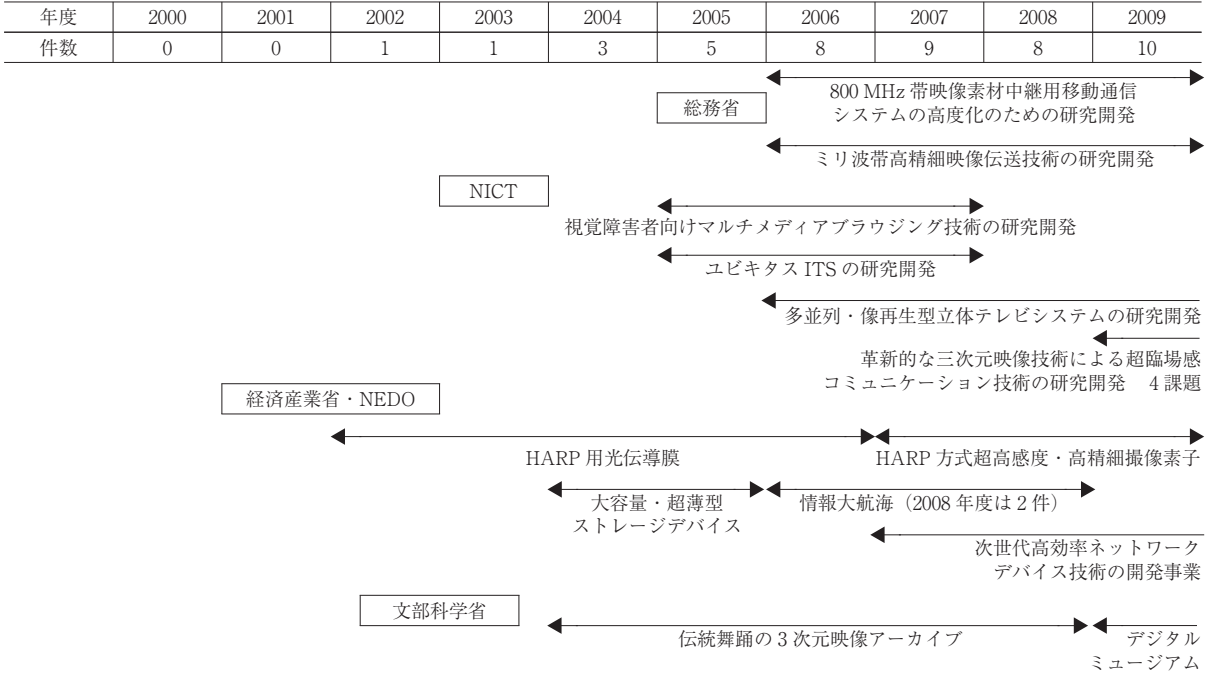 年度 2000 2001 2002 2003 2004 2005 2006 2007 2008 2009
件数 0 0 1 1 3 5 8 9 8 10
総務省
800 MHz 帯映像素材中継用移動通信
システムの高度化のための研究開発
ミリ波帯高精細映像伝送技術の研究開発
NICT
視覚障害者向けマルチメディアブラウジング技術の研究開発
ユビキタス ITS の研究開発
多並列・像再生型立体テレビシステムの研究開発
革新的な三次元映像技術による超臨場感
コミュニケーション技術の研究開発 4 課題
経済産業省・NEDO
HARP 用光伝導膜
HARP 方式超高感度・高精細撮像素子
大容量・超薄型
ストレージデバイス
情報大航海（2008 年度は 2 件）
次世代高効率ネットワーク
デバイス技術の開発事業
文部科学省
伝統舞踊の 3 次元映像アーカイブ
デジタル
ミュージアム